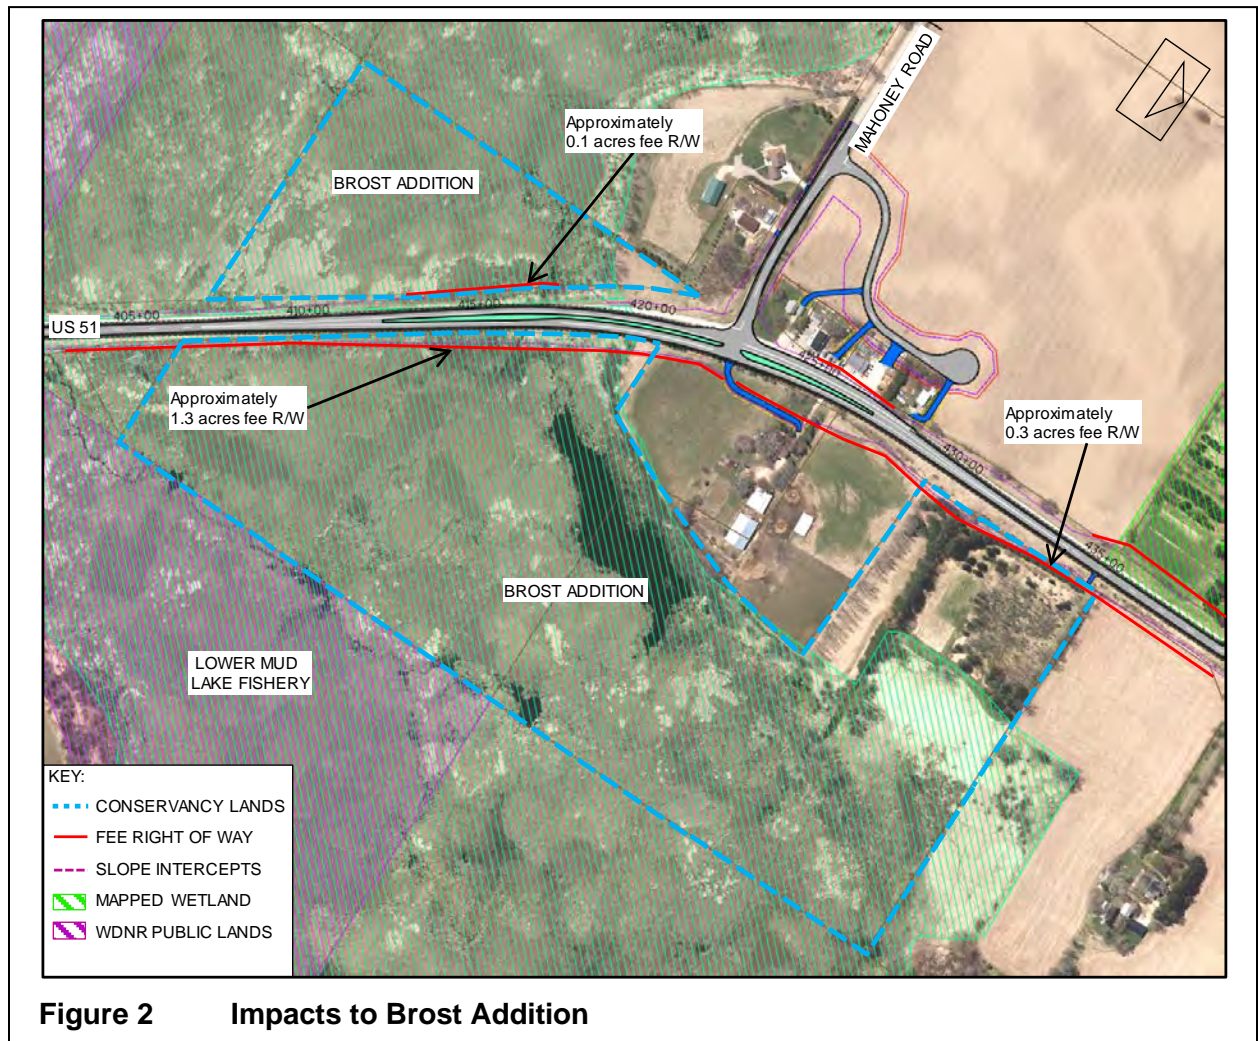 MAHONEY ROAD
Approximately
0.1 acres fee R/W
BROST ADDITION
405+00
410+00
415+00
420+00
US 51
425+00
Approximately
1.3 acres fee R/W
Approximately
0.3 acres fee R/W
430+00
435+00
BROST ADDITION
LOWER MUD
LAKE FISHERY
KEY:
CONSERVANCY LANDS
FEE RIGHT OF WAY
SLOPE INTERCEPTS
MAPPED WETLAND
WDNR PUBLIC LANDS
Figure 2 Impacts to Brost Addition